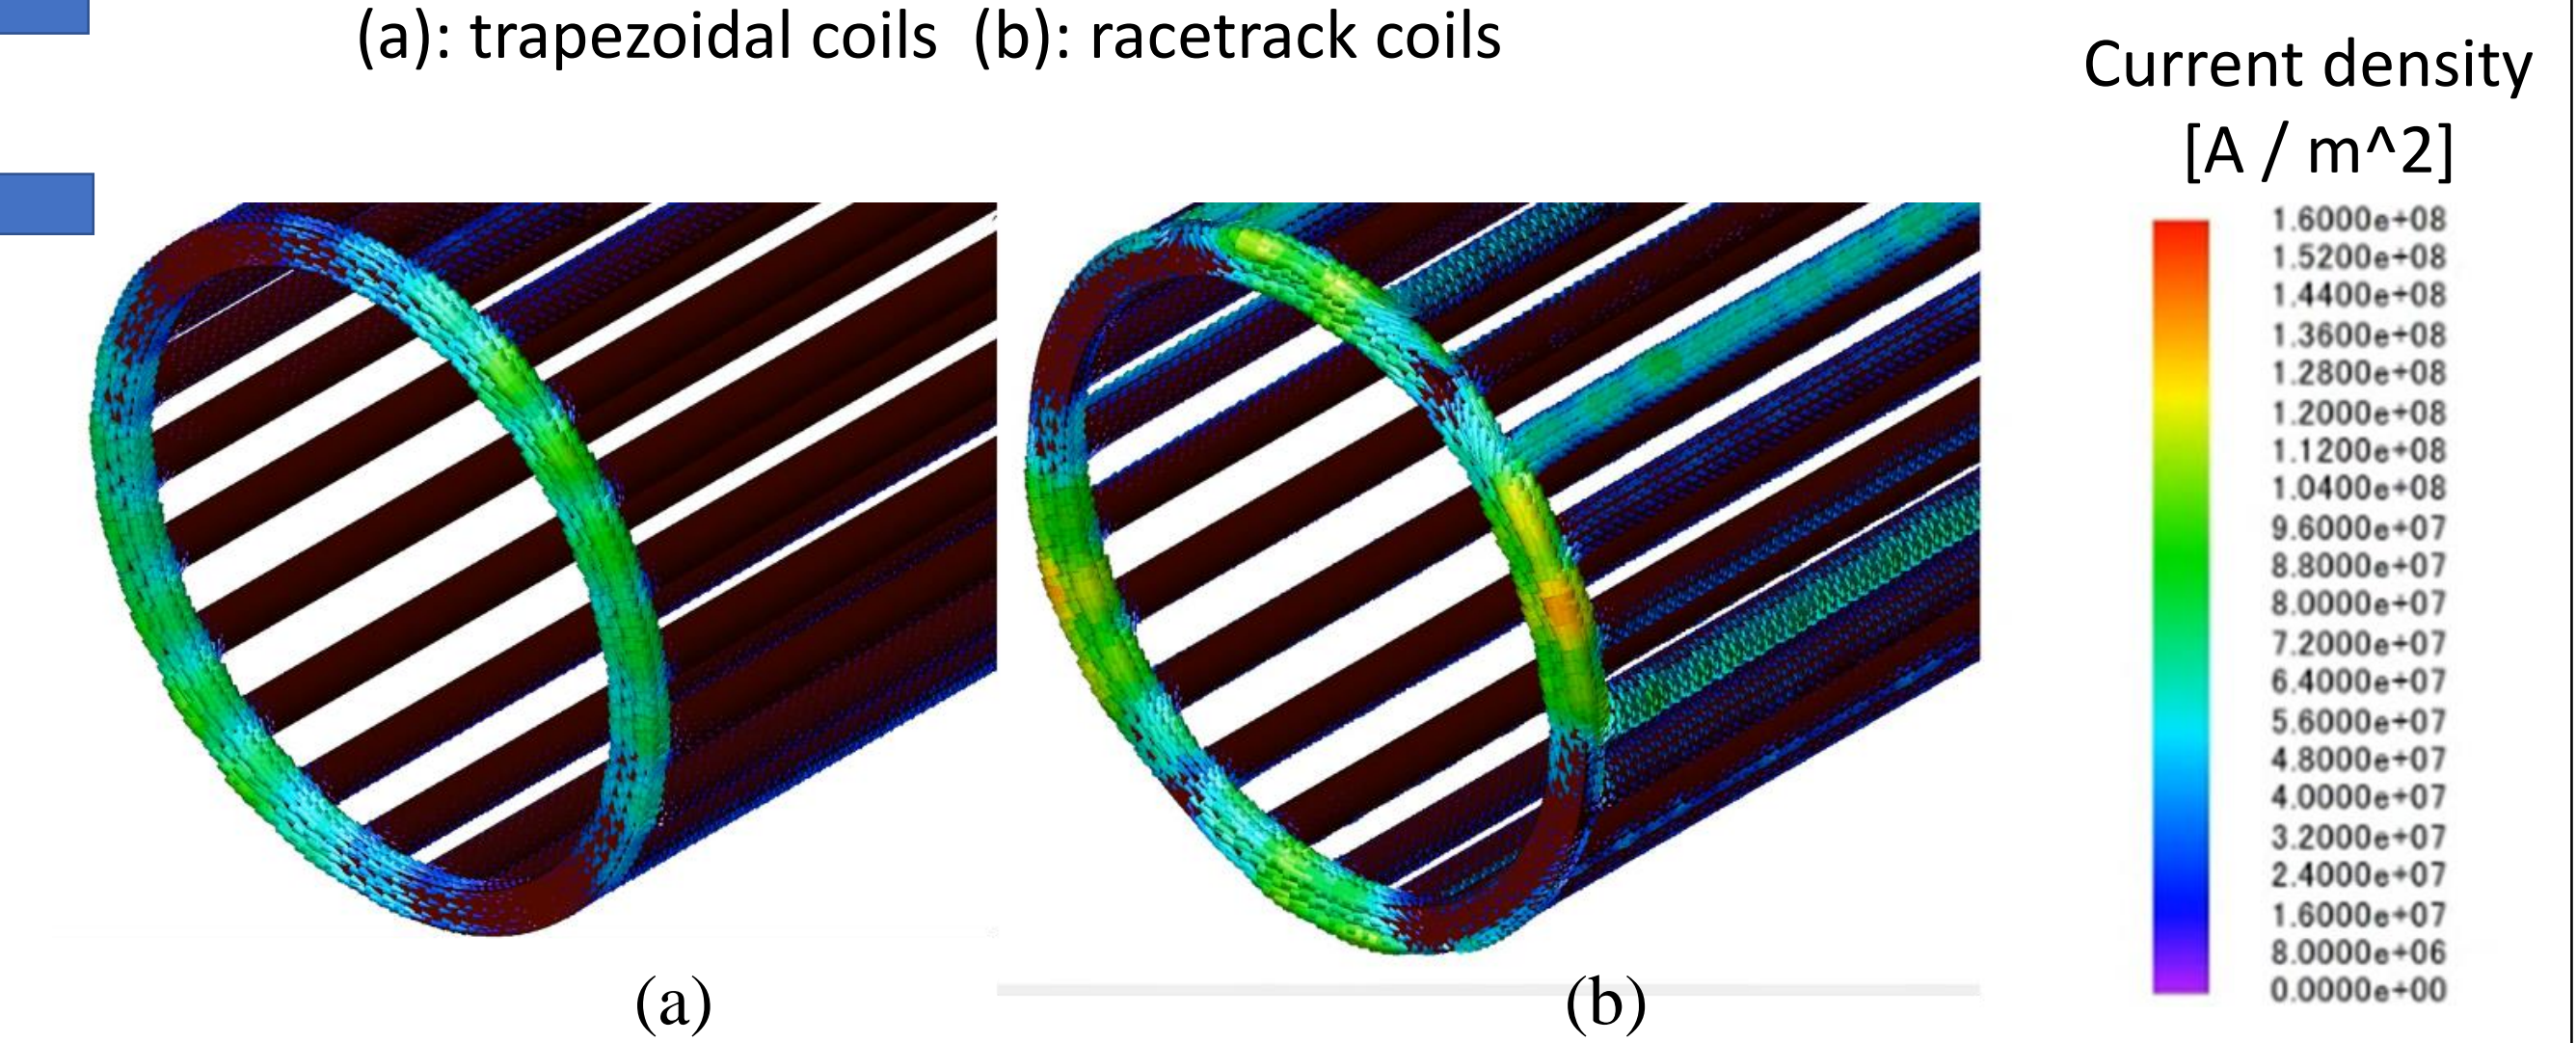 (a): trapezoidal coils (b): racetrack coils
Current density
[A / m^2]
1.6000e+08
1.5200e+08
1.4400e+08
1.3600e+08
1.2800e+08
1.2000e+08
1.1200e+08
1.0400e+08
9.6000e+07
8.8000e+07
8.0000e+07
7.2000e+07
6.4000e+07
5.6000e+07
4.8000e+07
4.0000e+07
3.2000e+07
2.4000e+07
1.6000e+07
8.0000e+06
0.0000e+00
(a)
(b)